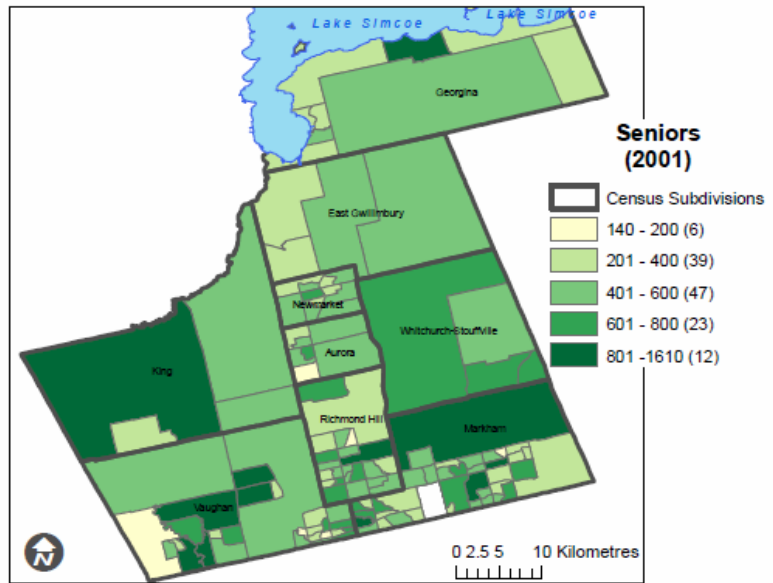 Lake Simcoe
Lake Simcoe
Georgina
Seniors
(2001)
Census Subdivisions
140 - 200 (6)
201 - 400 (39)
401 - 600 (47)
601 - 800 (23)
801 -1610 (12)
East Gwillimbury
Newmarket
Whitchurch-Stouffville
Aurora
King
Richmond Hill
Markham
Vaughan
N
0 2.5 5 10 Kilometres